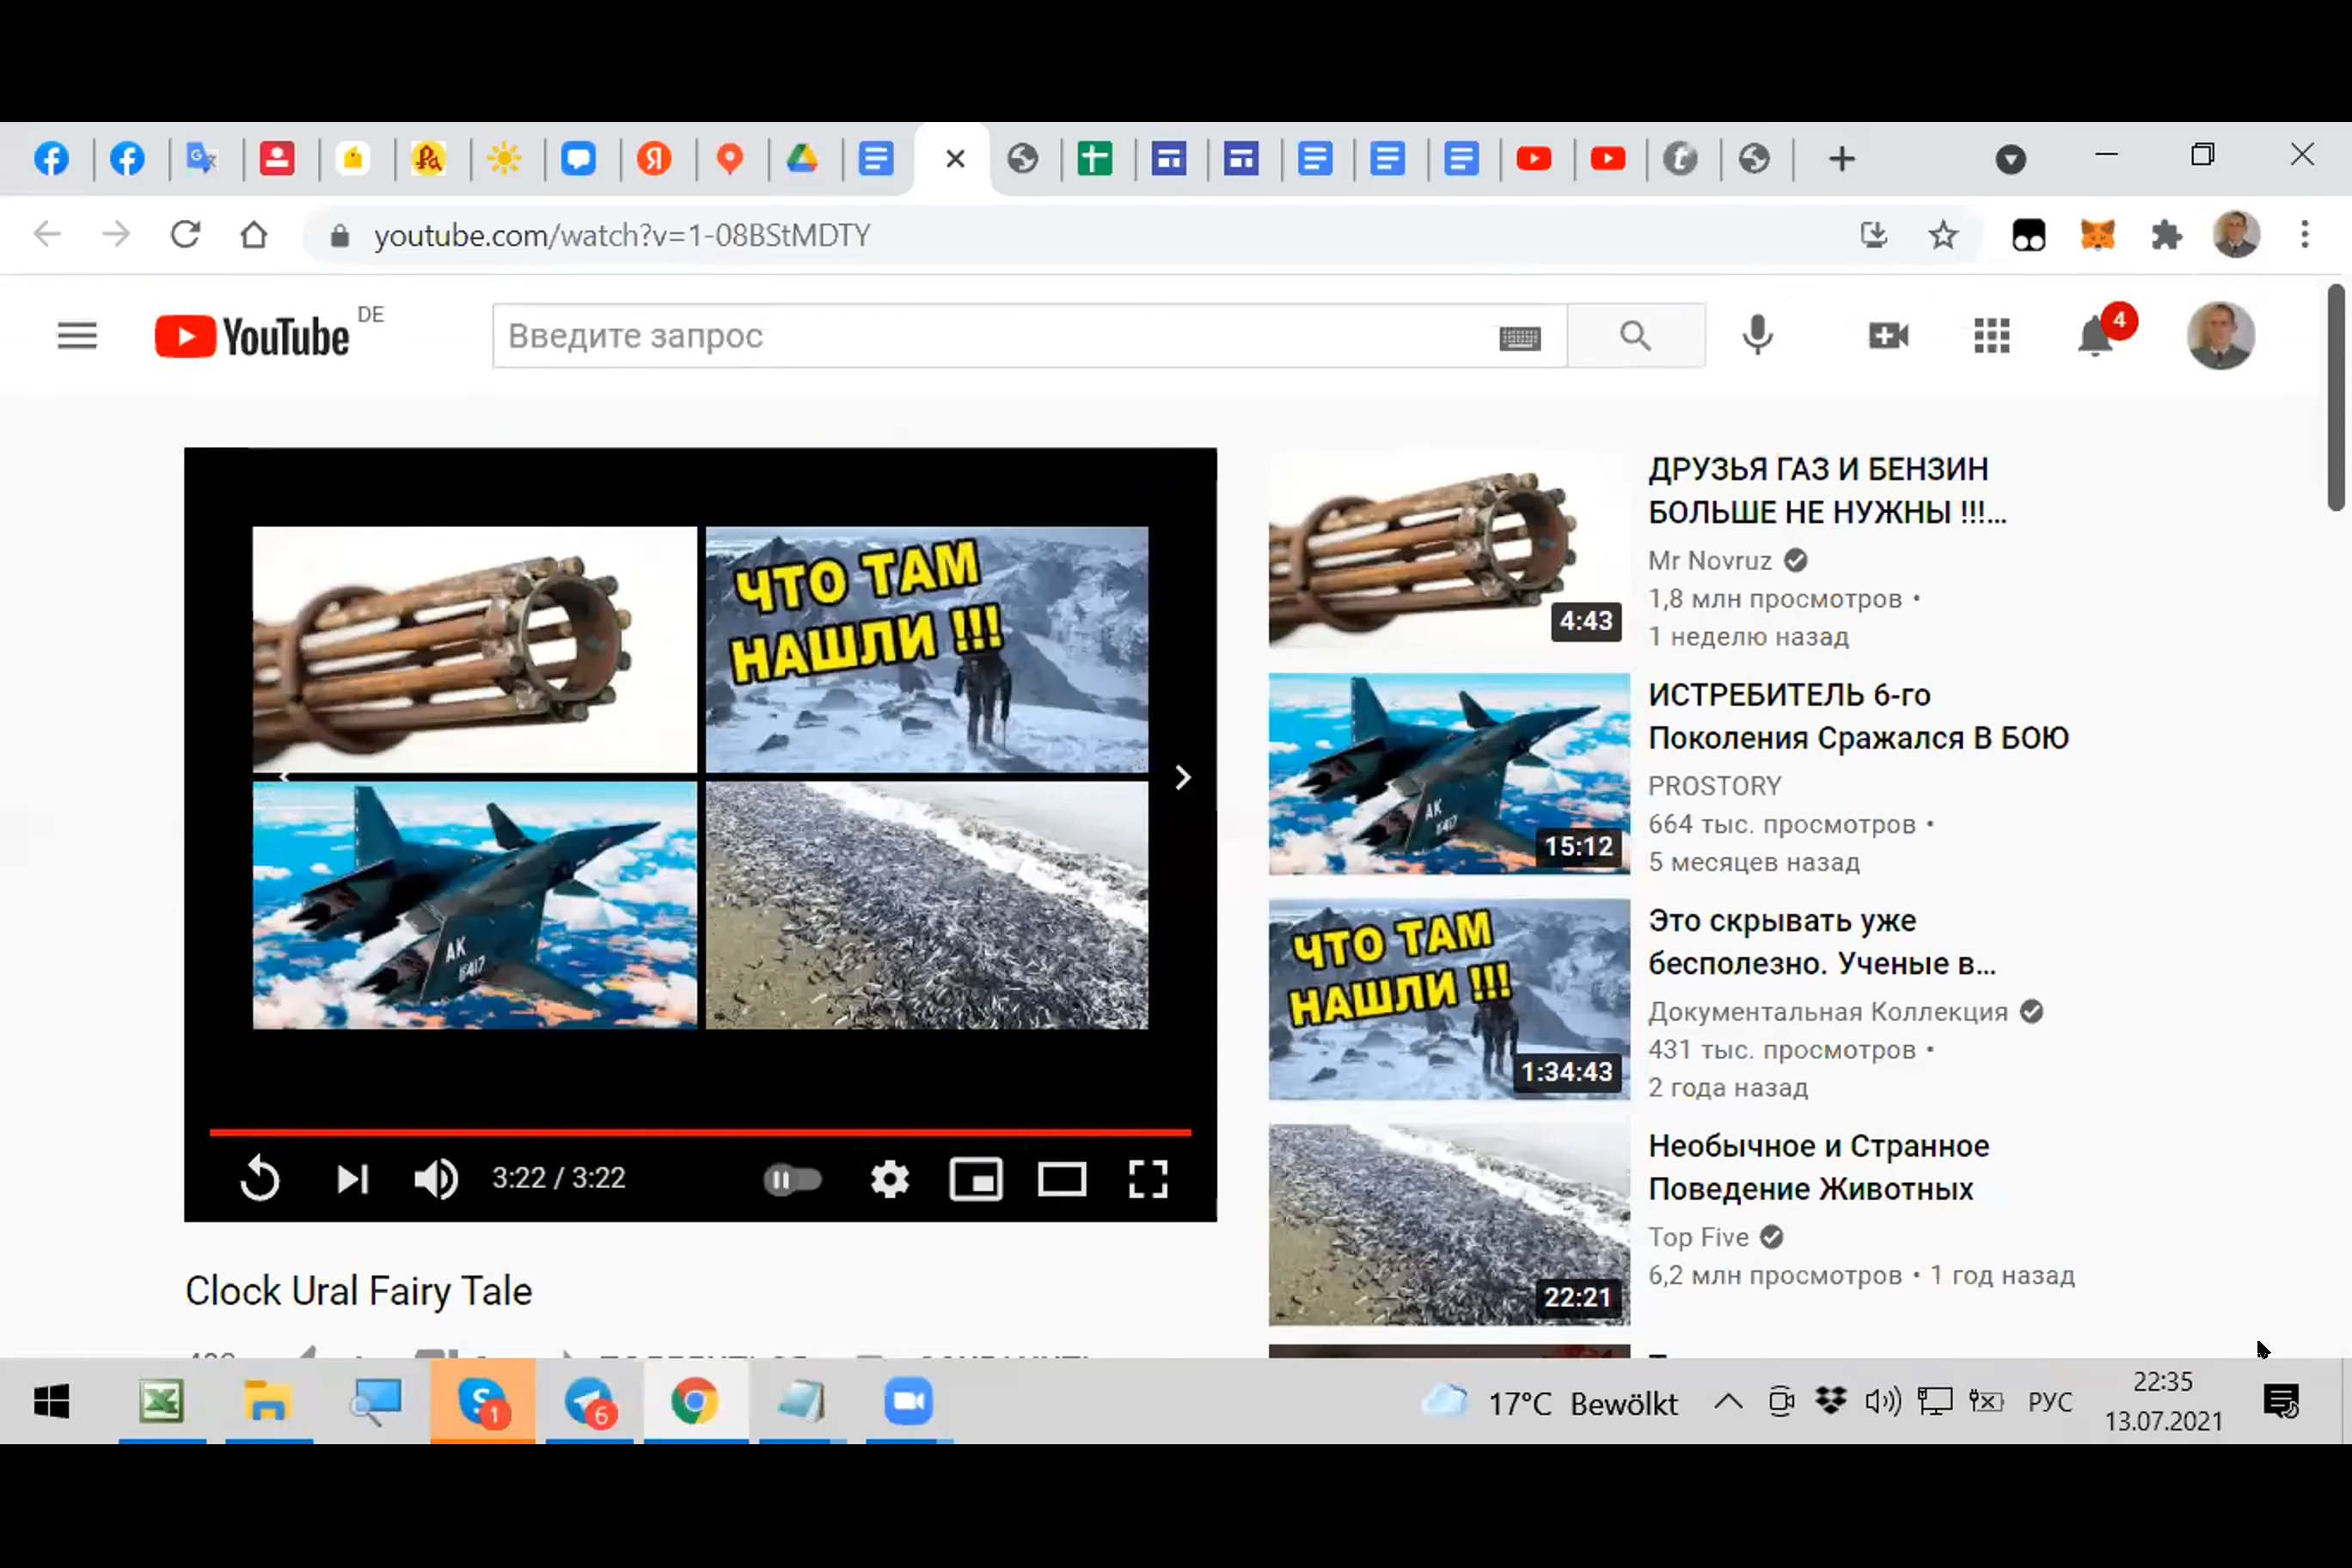 youtube.com/watch?v=1-08BStMDTY
YouTube DE
Введите запрос
4
ЧТО ТАМ
НАШЛИ !!!
АК
3:22 / 3:22
Clock Ural Fairy Tale
4:43
ДРУЗЬЯ ГАЗ И БЕНЗИН
БОЛЬШЕ НЕ НУЖНЫ !!!...
Mr Novruz
1,8 млн просмотров •
1 неделю назад
АК
15:12
ИСТРЕБИТЕЛЬ 6-го
Поколения Сражался В БОЮ
PROSTORY
664 тыс. просмотров •
5 месяцев назад
ЧТО ТАМ
НАШЛИ !!!
1:34:43
Это скрывать уже
бесполезно. Ученые в...
Документальная Коллекция
431 тыс. просмотров •
2 года назад
22:21
Необычное и Странное
Поведение Животных
Top Five
6,2 млн просмотров • 1 год назад
1
6
17°C Bewölkt
РУС
22:35
13.07.2021